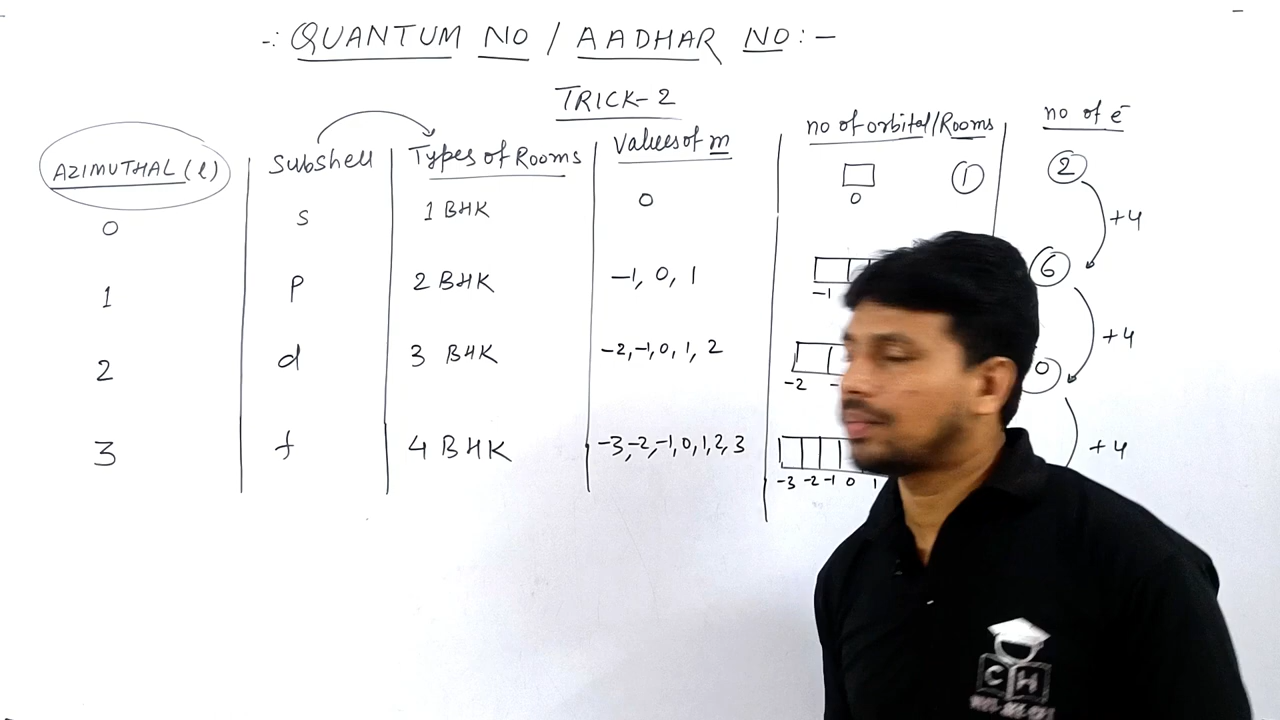 -: QUANTUM NO / AADHAR NO :-
TRICK-2
AZIMUTHAL (l) Subshell Types of Rooms Values of m no of orbital/Rooms no of e-
0 s 1 BHK 0 0 1 2
+4
1 p 2 BHK -1, 0, 1 -1 6
+4
2 d 3 BHK -2,-1,0,1,2 -2 0
+4
3 f 4 BHK -3,-2,-1,0,1,2,3 -3 -2 -1 0 1
C H